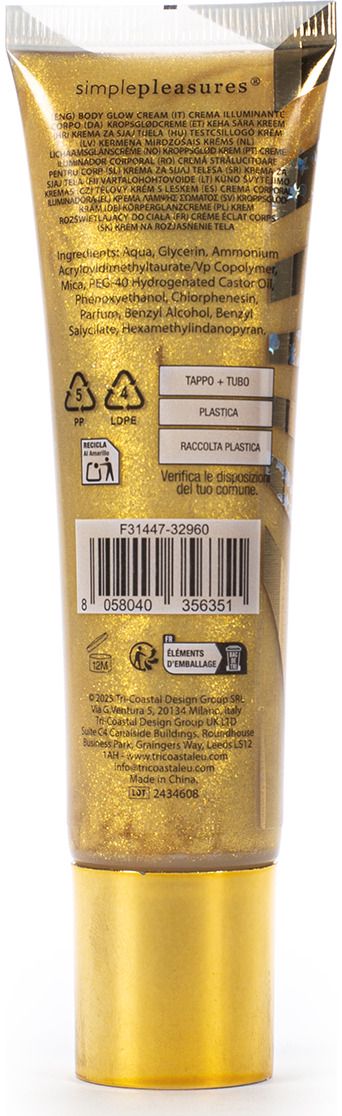 simplepleasures®
(ENG) BODY GLOW CREAM (IT) CREMA ILLUMINANTE
CORPO (DA) KROPSGLØDCREME (ET) KEHA SÄRA KREEM
(HR) KREMA ZA SJAJ TIJELA (HU) TESTCSILLOGÓ KRÉM
(LV) ĶERMEŅA MIRDZOŠAIS KRĒMS (NL)
LICHAAMSGLANSCRÈME (NO) KROPPSGLØD KREM (PT) CREME
ILUMINADOR CORPORAL (RO) CREMĂ STRĂLUCITOARE
PENTRU CORP (SL) KREMA ZA SIJAJ TELESA (SR) KREMA ZA
SJAJ TELA (FI) VARTALOHOHTOVOIDE (LT) KŪNO ŠVYTĖJIMO
KREMAS (CZ) TĚLOVÝ KRÉM S LESKEM (ES) CREMA CORPORAL
ILUMINADORA (EL) ΚΡΕΜΑ ΛΑΜΨΗΣ ΣΩΜΑΤΟΣ (SV) KROPPSGLÖD
KRÄM (DE) KÖRPERGLANZCREME (PL) KREM
ROZŚWIETLAJĄCY DO CIAŁA (FR) CRÈME ÉCLAT CORPS
(SK) KRÉM NA ROZJASNENIE TELA
Ingredients: Aqua, Glycerin, Ammonium
Acryloyldimethyltaurate/Vp Copolymer,
Mica, PEG-40 Hydrogenated Castor Oil,
Phenoxyethanol, Chlorphenesin,
Parfum, Benzyl Alcohol, Benzyl
Salicylate, Hexamethylindanopyran.
5
PP
4
LDPE
TAPPO + TUBO
PLASTICA
RACCOLTA PLASTICA
RECICLA
Al Amarillo
Verifica le disposizioni
del tuo comune.
F31447-32960
8 058040 356351
12M
FR
ÉLÉMENTS
D'EMBALLAGE
BAC
DE TRI
©2025 Tri-Coastal Design Group SRL
Via G.Ventura 5, 20134 Milano, Italy
Tri-Coastal Design Group UK LTD
Suite C4 Canalside Buildings, Roundhouse
Business Park, Graingers Way, Leeds LS12
1AH - www.tricoastaleu.com
info@tricoastaleu.com
Made in China.
LOT 2434608